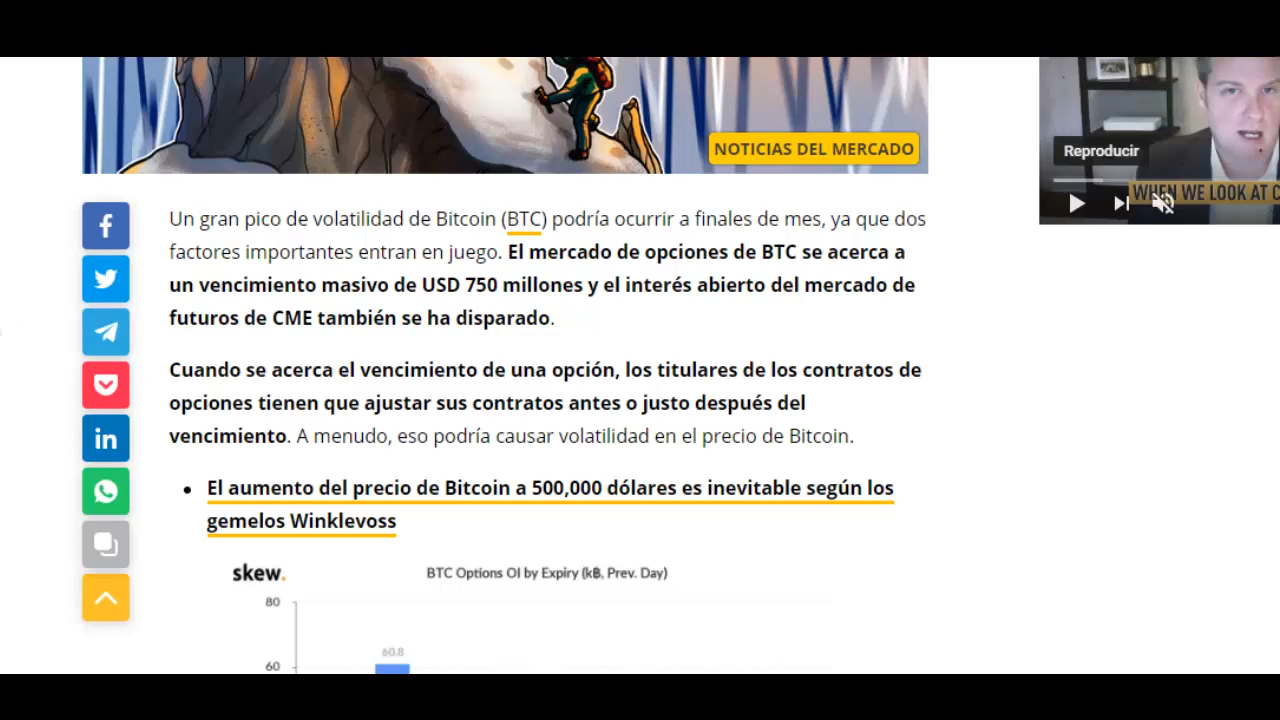 NOTICIAS DEL MERCADO
Reproducir
WHEN WE LOOK AT C
Un gran pico de volatilidad de Bitcoin (BTC) podría ocurrir a finales de mes, ya que dos
factores importantes entran en juego. El mercado de opciones de BTC se acerca a
un vencimiento masivo de USD 750 millones y el interés abierto del mercado de
futuros de CME también se ha disparado.
Cuando se acerca el vencimiento de una opción, los titulares de los contratos de
opciones tienen que ajustar sus contratos antes o justo después del
vencimiento. A menudo, eso podría causar volatilidad en el precio de Bitcoin.
El aumento del precio de Bitcoin a 500,000 dólares es inevitable según los
gemelos Winklevoss
skew.
BTC Options OI by Expiry (k฿, Prev. Day)
80
60.8
60